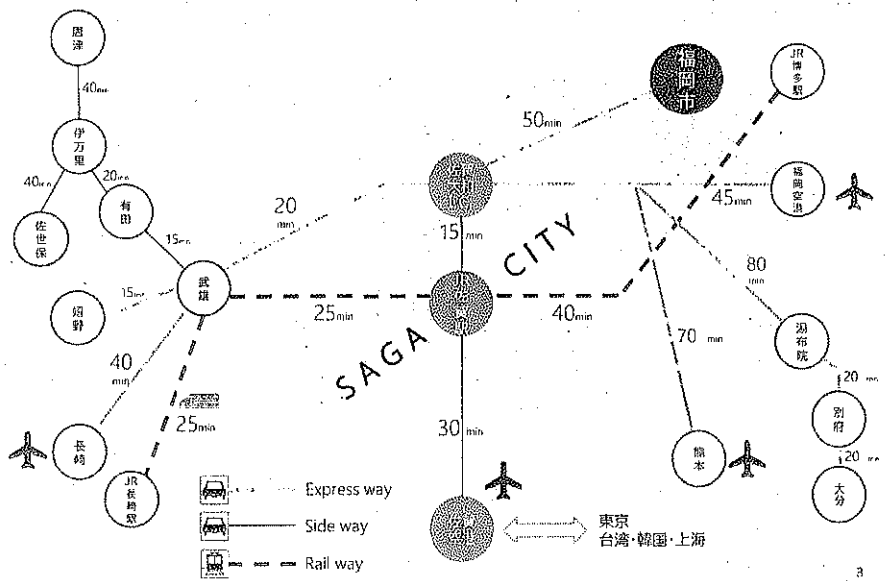 唐津
40min
伊万里
40min
20min
有田
佐世保
15min
武雄
15min
嬉野
40
min
長崎
25min
JR
長崎駅
20
min
25min
50min
福岡市
JR
博多駅
45min
福岡空港
15
min
SAGA CITY
40min
80
min
70 min
湯布院
20 min
別府
20 min
大分
熊本
30 min
東京
台湾・韓国・上海
Express way
Side way
Rail way
3